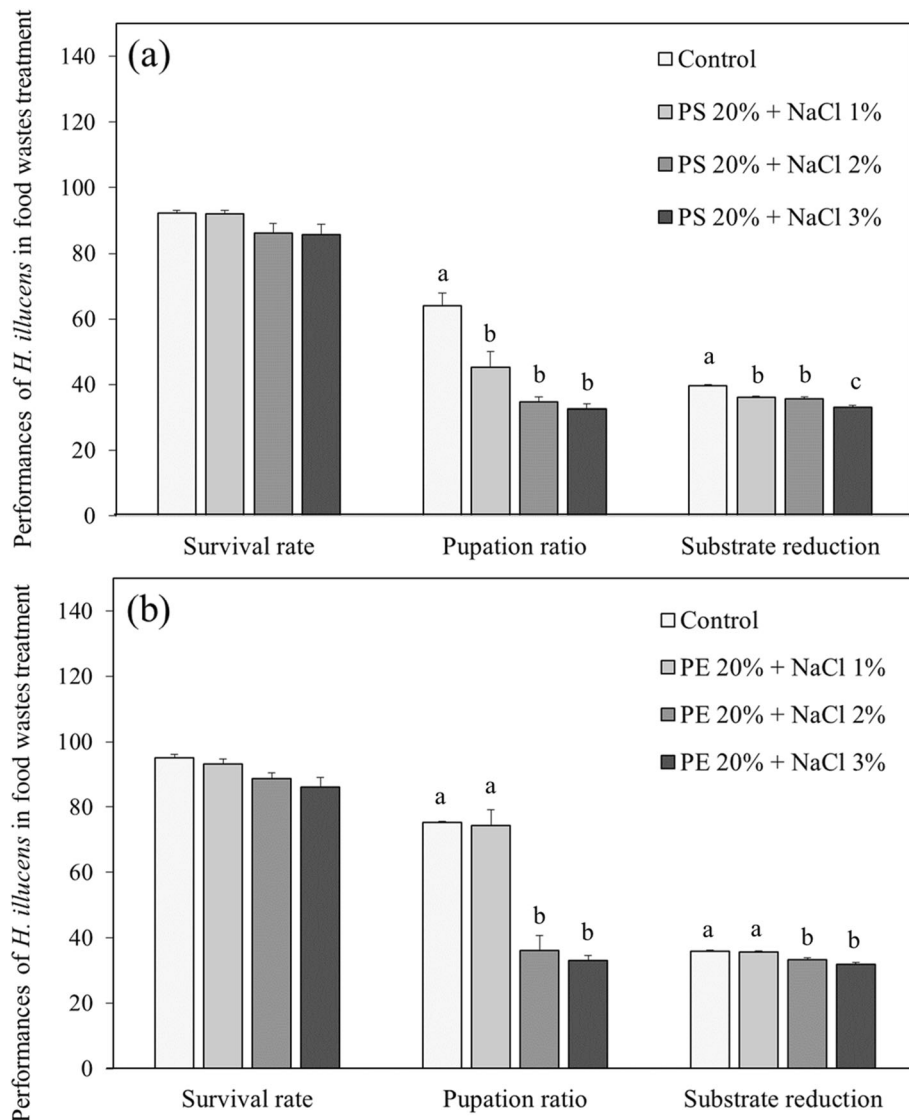 Performances of H. illucens in food wastes treatment
(a)
140
120
100
80
60
40
20
0
Control
PS 20% + NaCl 1%
PS 20% + NaCl 2%
PS 20% + NaCl 3%
a
b
b
b
a
b
b
c
Survival rate
Pupation ratio
Substrate reduction
Performances of H. illucens in food wastes treatment
(b)
140
120
100
80
60
40
20
0
Control
PE 20% + NaCl 1%
PE 20% + NaCl 2%
PE 20% + NaCl 3%
a
a
b
b
a
a
b
b
Survival rate
Pupation ratio
Substrate reduction